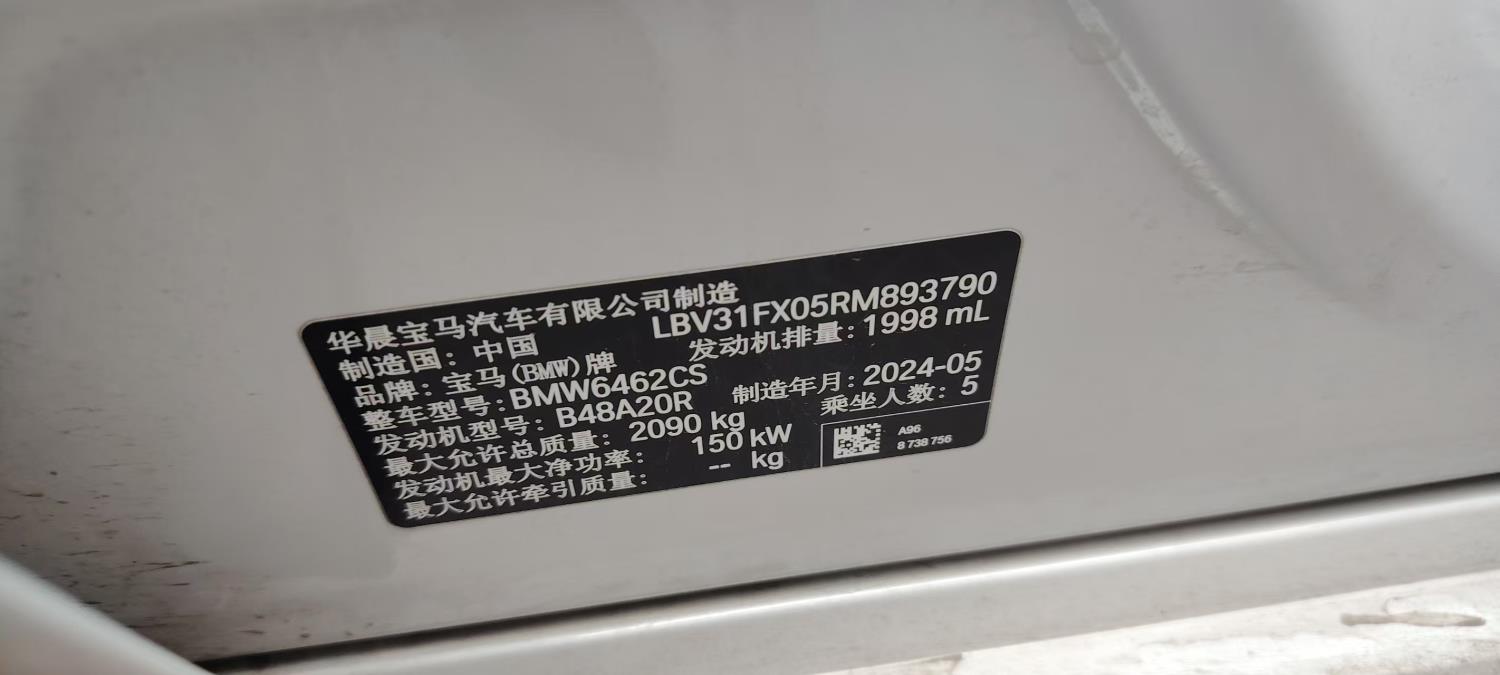 华晨宝马汽车有限公司制造
制造国：中国 LBV31FX05RM893790
品牌：宝马(BMW)牌 发动机排量：1998 mL
整车型号：BMW6462CS
发动机型号：B48A20R 制造年月：2024-05
最大允许总质量：2090 kg 乘坐人数：5
发动机最大净功率：150 kW
最大允许牵引质量：-- kg
A96
8 738 756